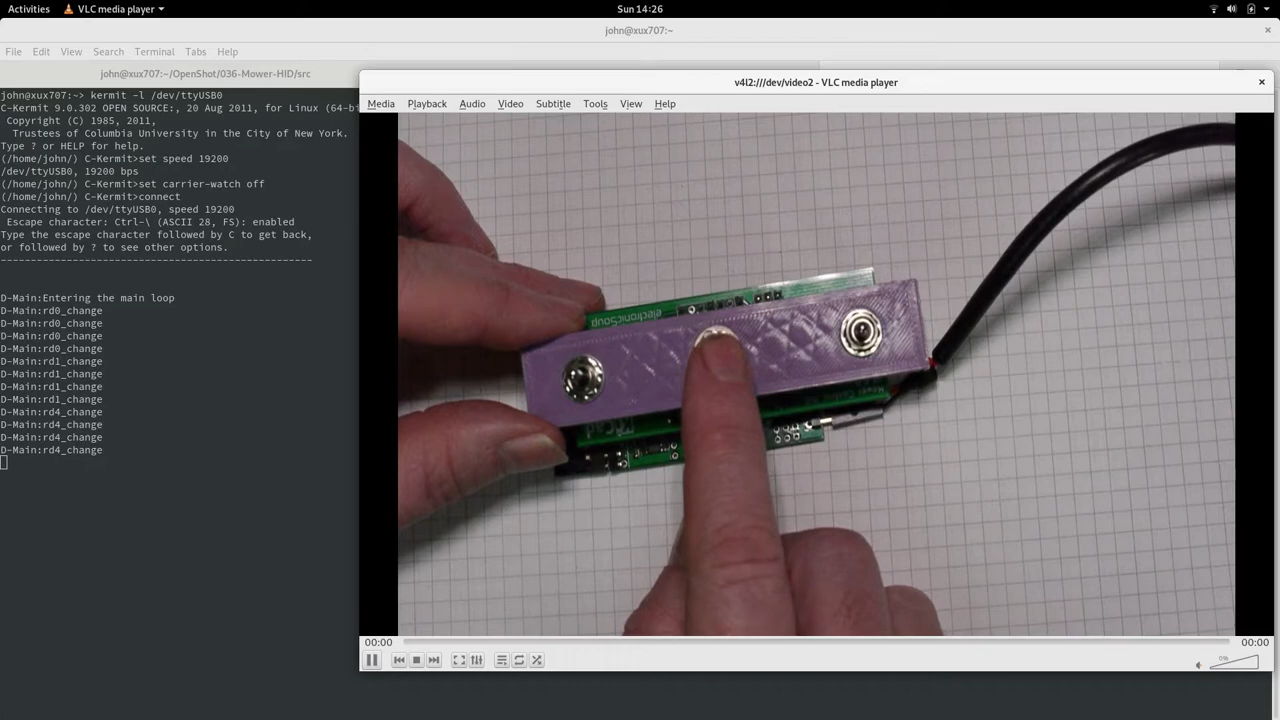 Activities VLC media player Sun 14:26
john@xux707:~
File Edit View Search Terminal Tabs Help
john@xux707:~/OpenShot/036-Mower-HID/src
john@xux707:~> kermit -l /dev/ttyUSB0
C-Kermit 9.0.302 OPEN SOURCE:, 20 Aug 2011, for Linux (64-bi
Copyright (C) 1985, 2011,
Trustees of Columbia University in the City of New York.
Type ? or HELP for help.
(/home/john/) C-Kermit>set speed 19200
/dev/ttyUSB0, 19200 bps
(/home/john/) C-Kermit>set carrier-watch off
(/home/john/) C-Kermit>connect
Connecting to /dev/ttyUSB0, speed 19200
Escape character: Ctrl-\ (ASCII 28, FS): enabled
Type the escape character followed by C to get back,
or followed by ? to see other options.
----------------------------------------------------
D-Main:Entering the main loop
D-Main:rd0_change
D-Main:rd0_change
D-Main:rd0_change
D-Main:rd0_change
D-Main:rd1_change
D-Main:rd1_change
D-Main:rd1_change
D-Main:rd1_change
D-Main:rd4_change
D-Main:rd4_change
D-Main:rd4_change
D-Main:rd4_change
v4l2:///dev/video2 - VLC media player
Media Playback Audio Video Subtitle Tools View Help
electronicSoup
00:00 00:00
0%